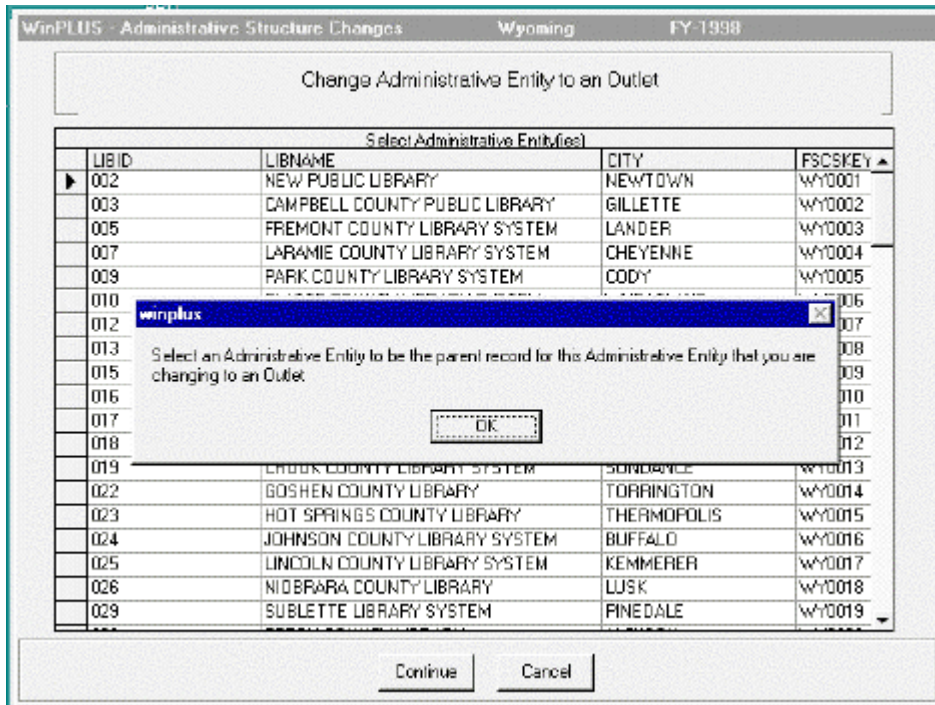 WinPLUS - Administrative Structure Changes Wyoming FY-1998
Change Administrative Entity to an Outlet
Select Administrative Entity(ies)
LIBID LIBNAME CITY FSCSKEY
002 NEW PUBLIC LIBRARY NEWTOWN WY0001
003 CAMPBELL COUNTY PUBLIC LIBRARY GILLETTE WY0002
005 FREMONT COUNTY LIBRARY SYSTEM LANDER WY0003
007 LARAMIE COUNTY LIBRARY SYSTEM CHEYENNE WY0004
009 PARK COUNTY LIBRARY SYSTEM CODY WY0005
010
012
013
015
016
017
018
winplus
Select an Administrative Entity to be the parent record for this Administrative Entity that you are
changing to an Outlet
OK
019 CROOK COUNTY LIBRARY SYSTEM SUNDANCE WY0013
022 GOSHEN COUNTY LIBRARY TORRINGTON WY0014
023 HOT SPRINGS COUNTY LIBRARY THERMOPOLIS WY0015
024 JOHNSON COUNTY LIBRARY SYSTEM BUFFALO WY0016
025 LINCOLN COUNTY LIBRARY SYSTEM KEMMERER WY0017
026 NIOBRARA COUNTY LIBRARY LUSK WY0018
029 SUBLETTE LIBRARY SYSTEM PINEDALE WY0019
Continue Cancel